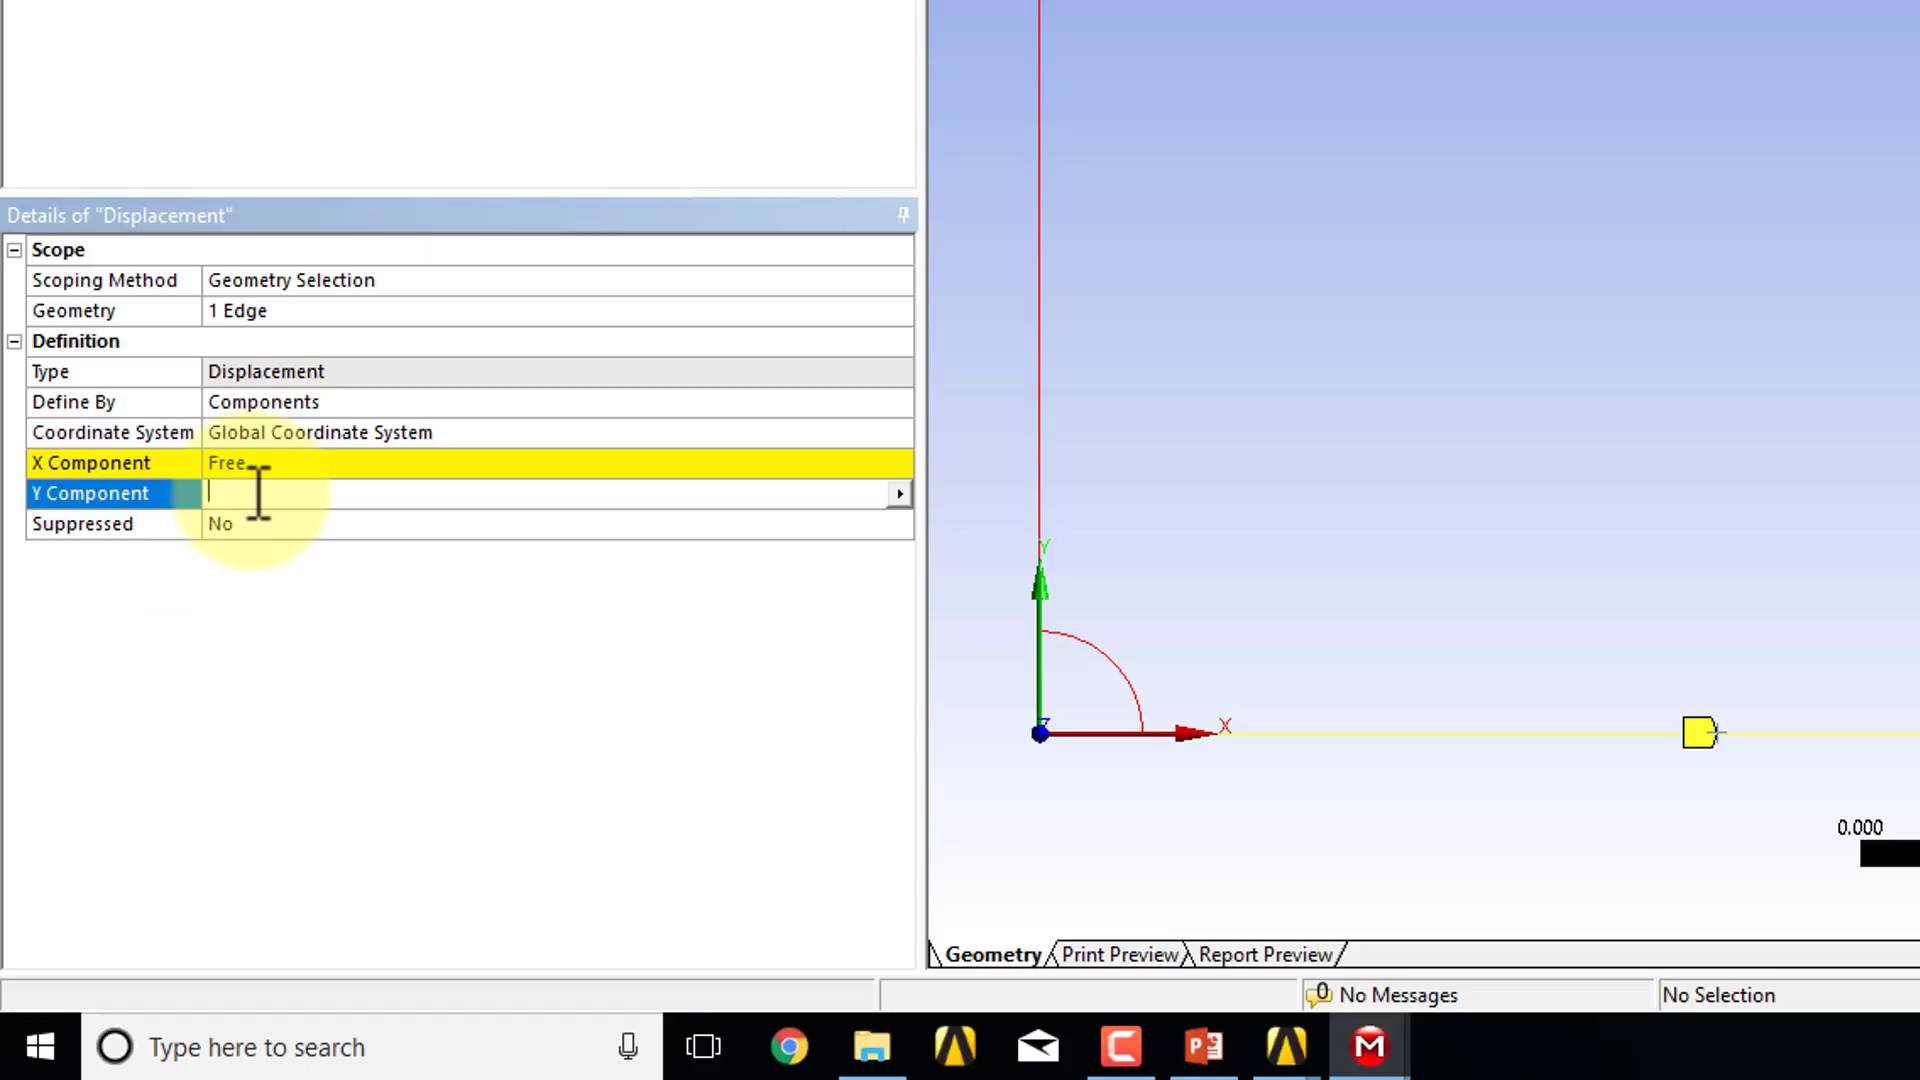 Details of "Displacement"
Scope
Scoping Method Geometry Selection
Geometry 1 Edge
Definition
Type Displacement
Define By Components
Coordinate System Global Coordinate System
X Component Free
Y Component
Suppressed No
Y
Z
X
0.000
Geometry Print Preview Report Preview
0 No Messages No Selection
Type here to search